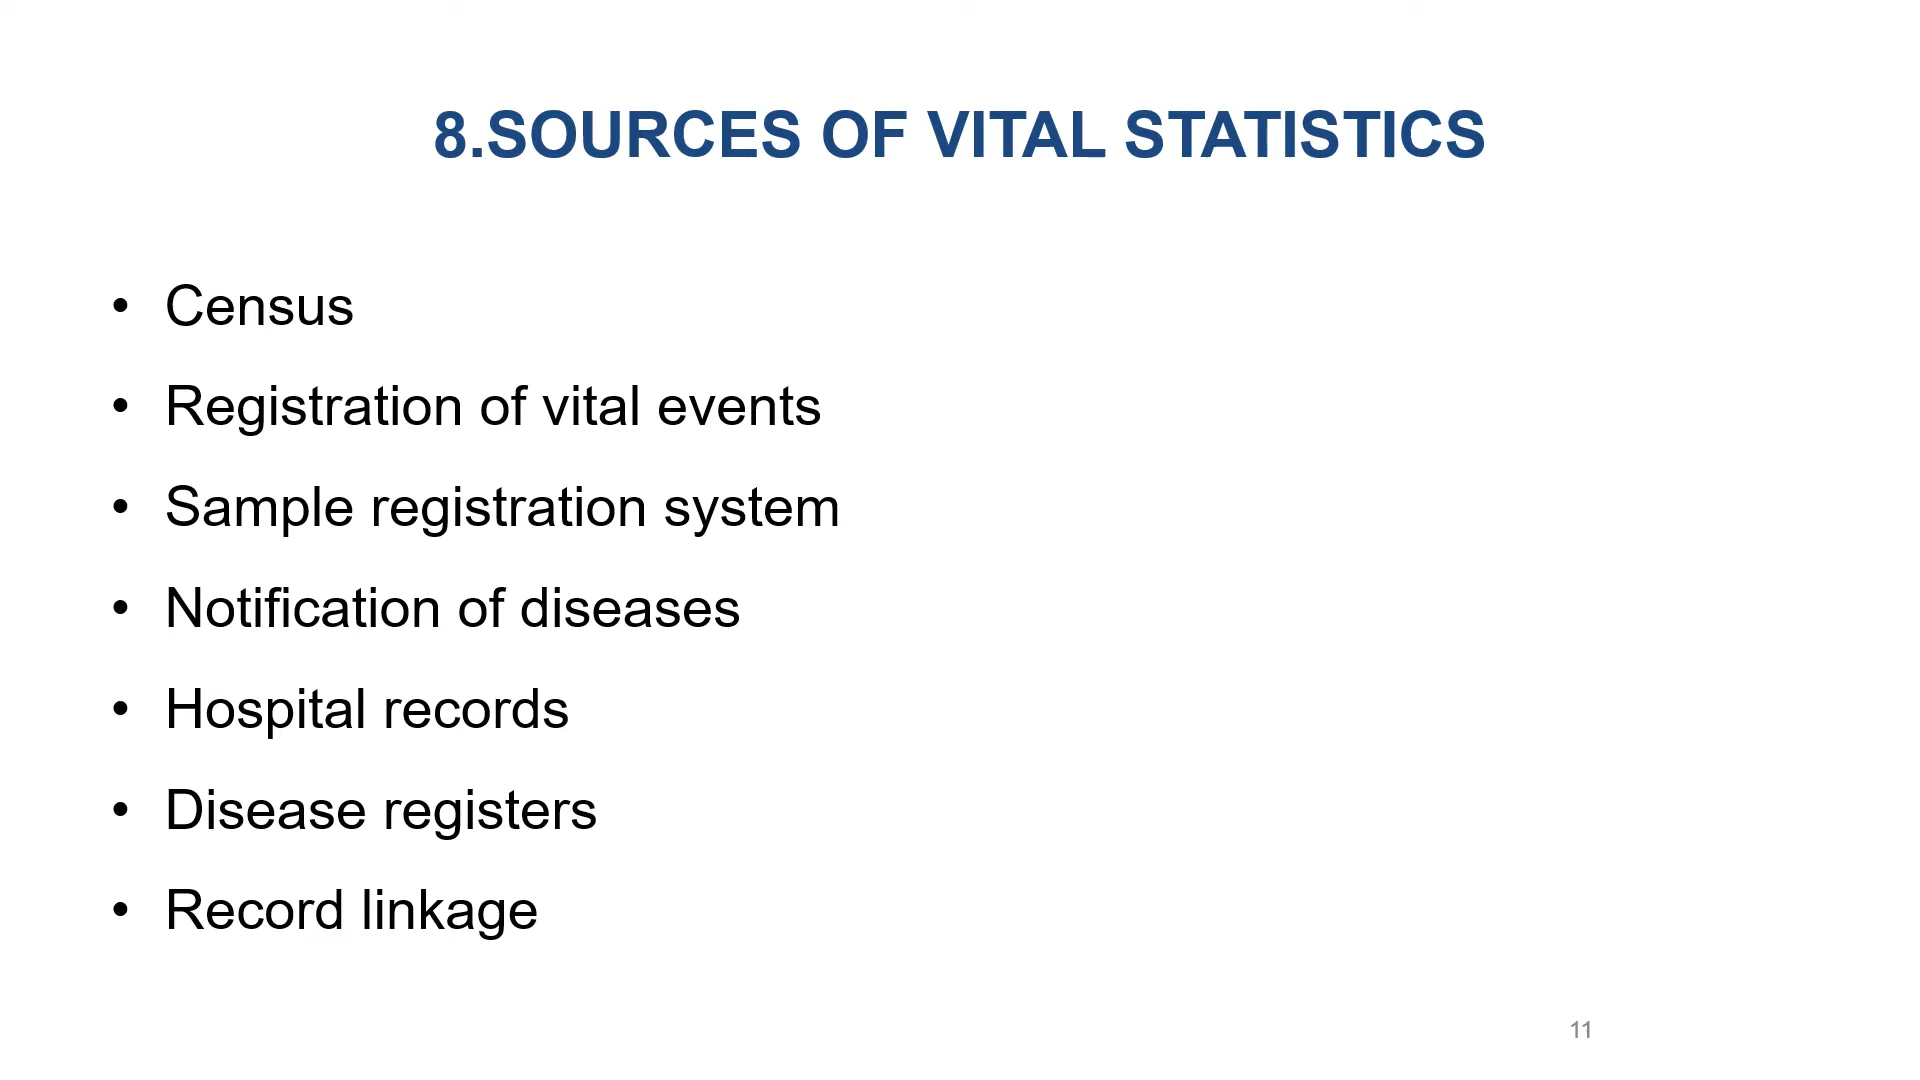 8.SOURCES OF VITAL STATISTICS
• Census
• Registration of vital events
• Sample registration system
• Notification of diseases
• Hospital records
• Disease registers
• Record linkage
11